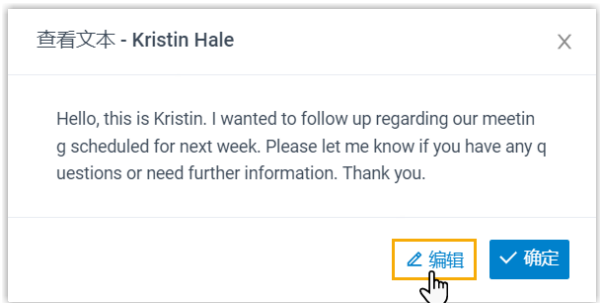 查看文本 - Kristin Hale
Hello, this is Kristin. I wanted to follow up regarding our meetin
g scheduled for next week. Please let me know if you have any q
uestions or need further information. Thank you.
编辑
确定